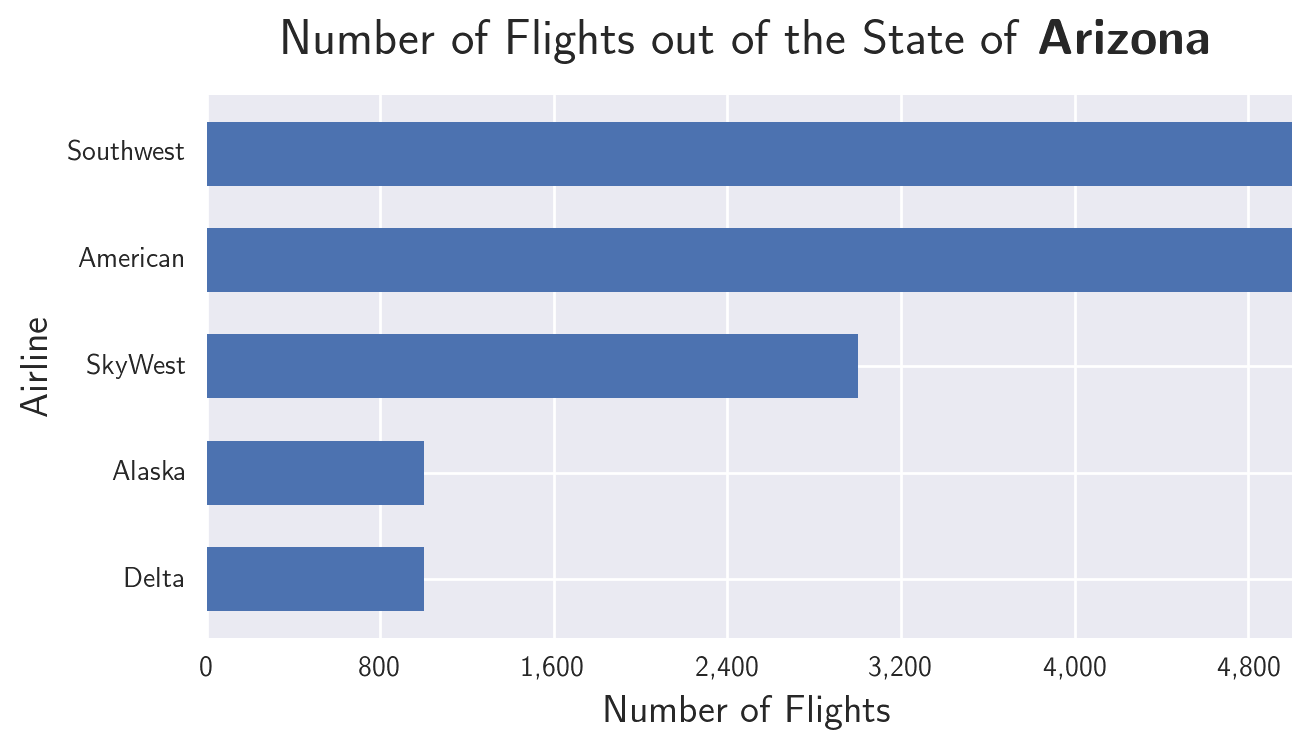 Number of Flights out of the State of Arizona
Southwest
American
SkyWest
Alaska
Delta
Airline
0 800 1,600 2,400 3,200 4,000 4,800
Number of Flights